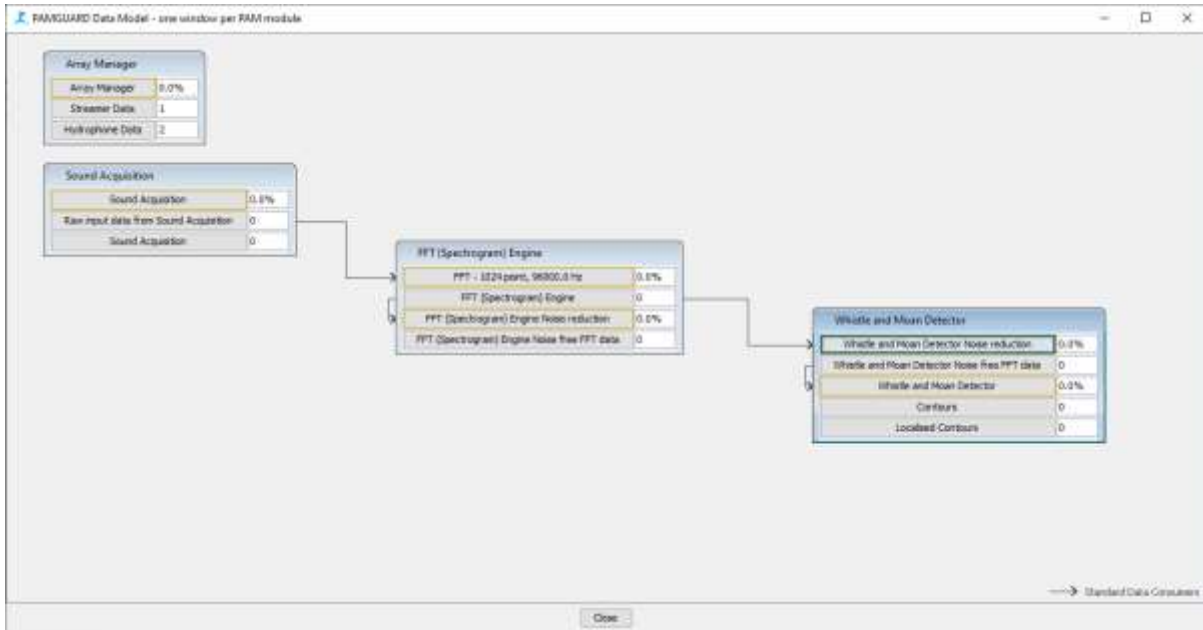 PAMGUARD Data Model - one window per PAM module
Array Manager
Array Manager 0.0%
Streamer Data 1
Hydrophone Data 2
Sound Acquisition
Sound Acquisition 0.0%
Raw input data from Sound Acquisition 0
Sound Acquisition 0
FFT (Spectrogram) Engine
FFT - 1024 point, 96000.0 Hz 0.0%
FFT (Spectrogram) Engine 0
FFT (Spectrogram) Engine Noise reduction 0.0%
FFT (Spectrogram) Engine Noise free FFT data 0
Whistle and Moan Detector
Whistle and Moan Detector Noise reduction 0.0%
Whistle and Moan Detector Noise free FFT data 0
Whistle and Moan Detector 0.0%
Contours 0
Localised Contours 0
Standard Data Consumers
Close